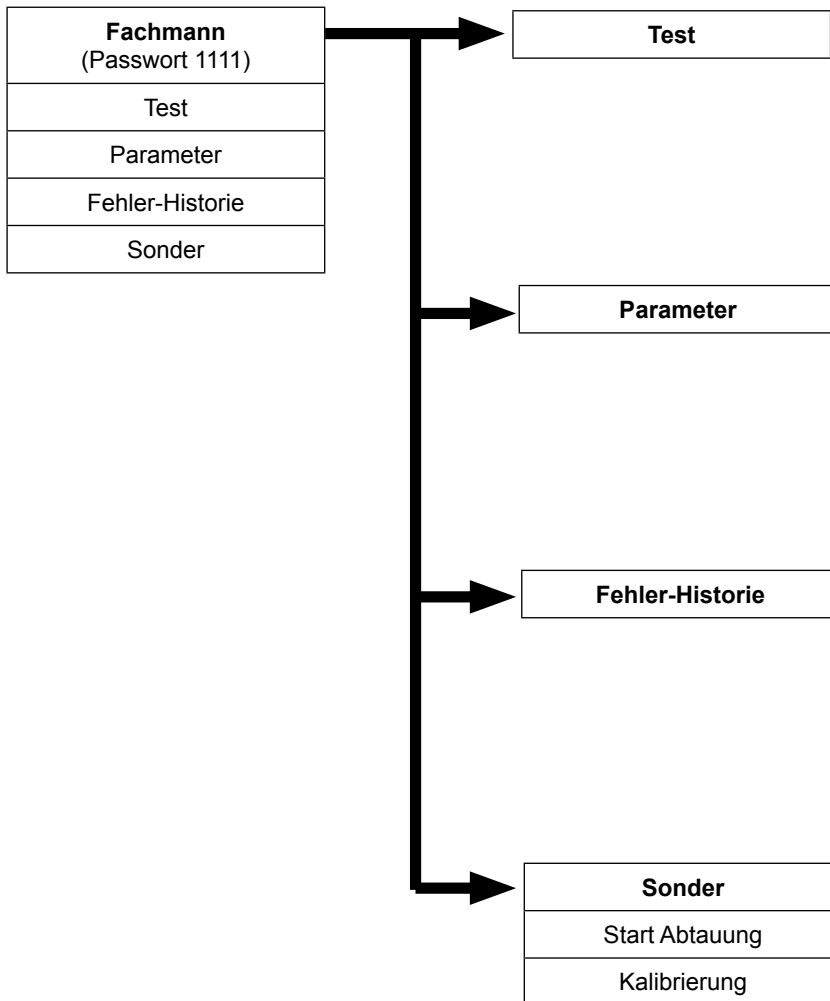 Fachmann
(Passwort 1111)
Test
Parameter
Fehler-Historie
Sonder
Test
Parameter
Fehler-Historie
Sonder
Start Abtauung
Kalibrierung